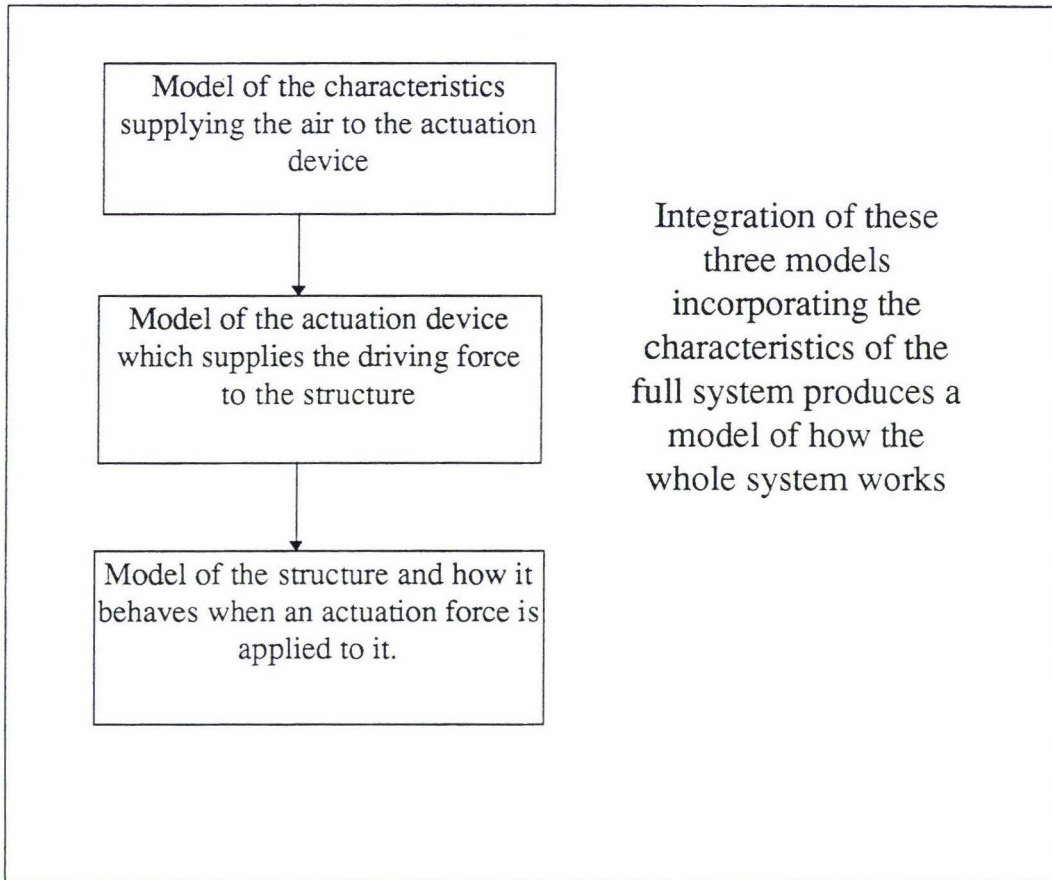 Model of the characteristics
supplying the air to the actuation
device
Model of the actuation device
which supplies the driving force
to the structure
Model of the structure and how it
behaves when an actuation force is
applied to it.
Integration of these
three models
incorporating the
characteristics of the
full system produces a
model of how the
whole system works